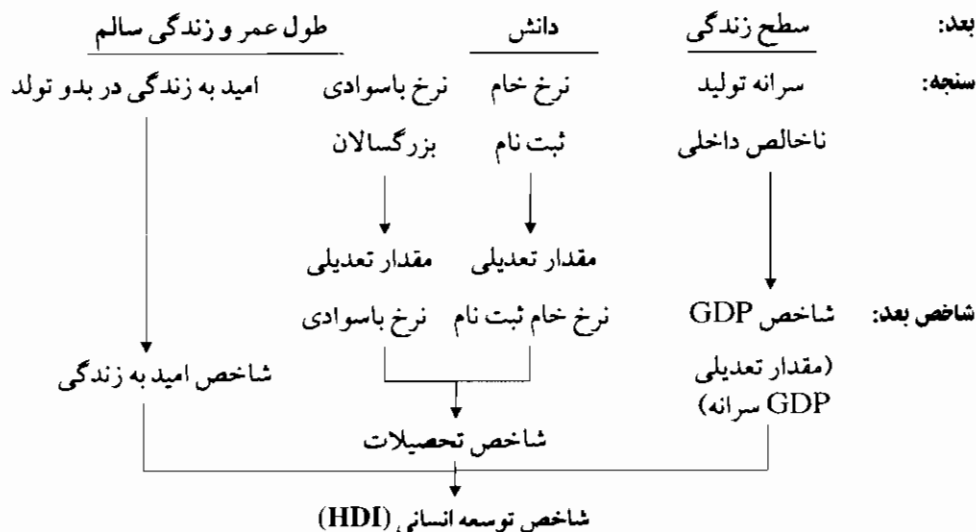 بعد: سطح زندگی دانش طول عمر و زندگی سالم
سنجه: سرانه تولید نرخ خام نرخ باسوادی امید به زندگی در بدو تولد
ناخالص داخلی ثبت نام بزرگسالان
مقدار تعدیلی مقدار تعدیلی
شاخص بعد: شاخص GDP نرخ خام ثبت نام نرخ باسوادی
(مقدار تعدیلی شاخص امید به زندگی
GDP سرانه)
شاخص تحصیلات
شاخص توسعه انسانی (HDI)